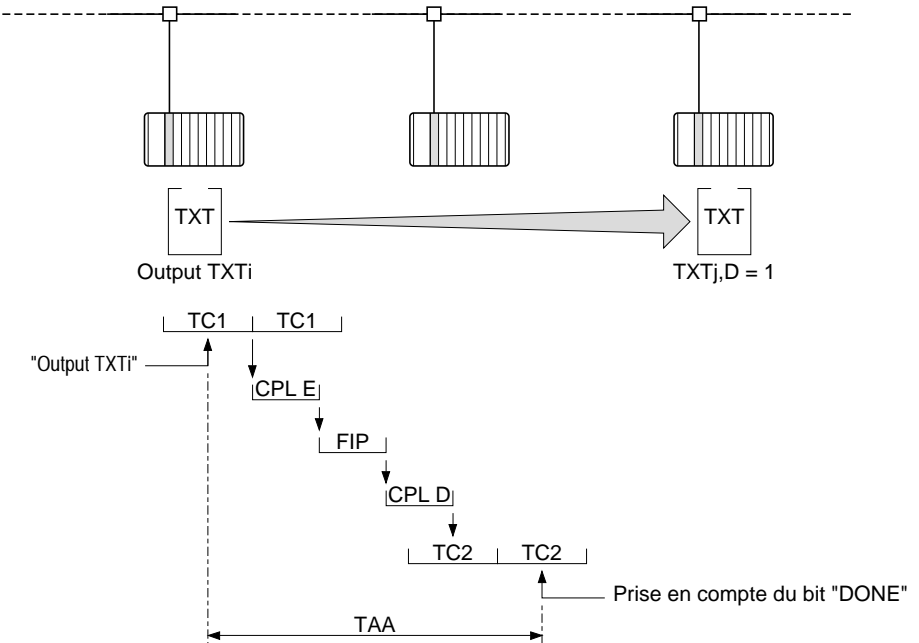 TXT TXT
Output TXTi TXTj,D = 1
TC1 TC1
"Output TXTi"
CPL E
FIP
CPL D
TC2 TC2
Prise en compte du bit "DONE"
TAA